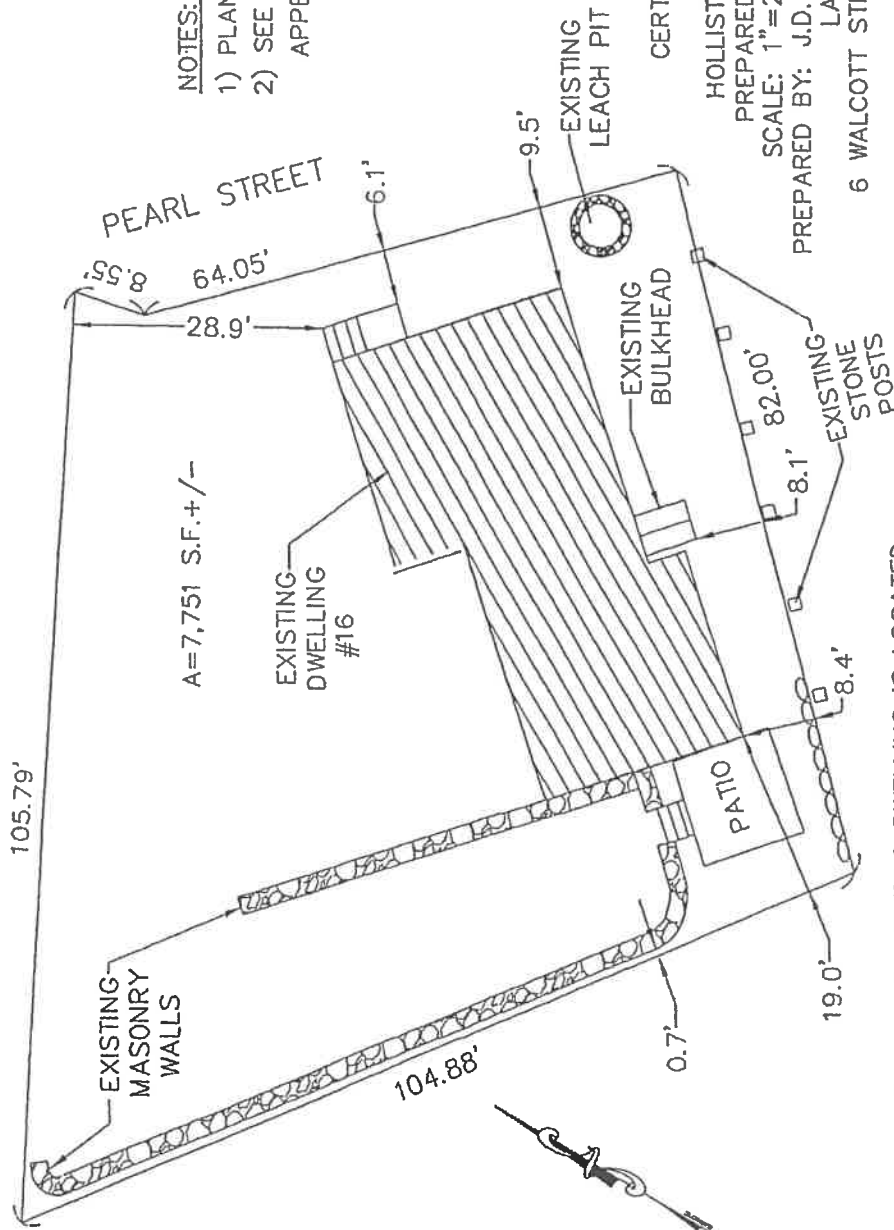 NOTES:
1) PLAN
2) SEE
APPE
PEARL STREET
8.55'
64.05'
28.9'
6.1'
9.5'
105.79'
A=7,751 S.F.+/-
EXISTING
DWELLING
#16
EXISTING
LEACH PIT
EXISTING
BULKHEAD
EXISTING
MASONRY
WALLS
PATIO
82.00'
8.1'
EXISTING
STONE
POSTS
8.4'
19.0'
0.7'
104.88'
CERT
HOLLIST
PREPARED
SCALE: 1"=2
PREPARED BY: J.D.
LA
6 WALCOTT STR